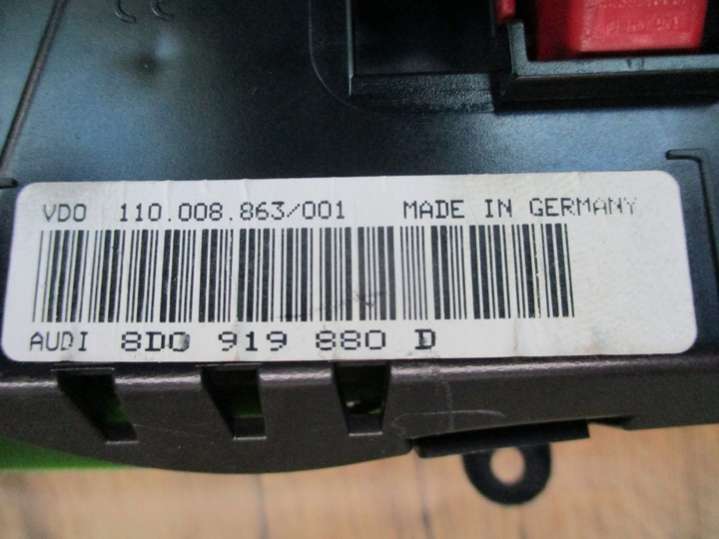 VDO 110.008.863/001 MADE IN GERMANY
AUDI 8D0 919 880 D